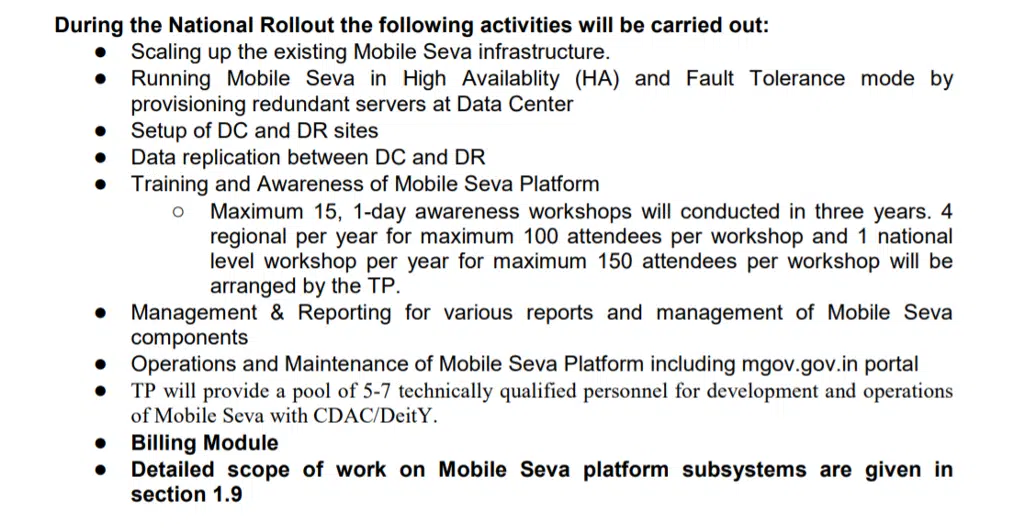 During the National Rollout the following activities will be carried out:
● Scaling up the existing Mobile Seva infrastructure.
● Running Mobile Seva in High Availablity (HA) and Fault Tolerance mode by
provisioning redundant servers at Data Center
● Setup of DC and DR sites
● Data replication between DC and DR
● Training and Awareness of Mobile Seva Platform
○ Maximum 15, 1-day awareness workshops will conducted in three years. 4
regional per year for maximum 100 attendees per workshop and 1 national
level workshop per year for maximum 150 attendees per workshop will be
arranged by the TP.
● Management & Reporting for various reports and management of Mobile Seva
components
● Operations and Maintenance of Mobile Seva Platform including mgov.gov.in portal
● TP will provide a pool of 5-7 technically qualified personnel for development and operations
of Mobile Seva with CDAC/DeitY.
● Billing Module
● Detailed scope of work on Mobile Seva platform subsystems are given in
section 1.9